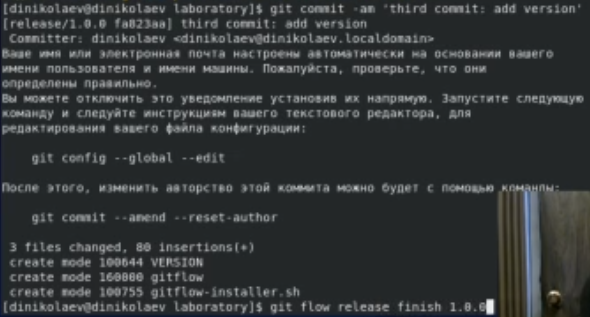 [dinikolaev@dinikolaev laboratory]$ git commit -am 'third commit: add version'
[release/1.0.0 fa823aa] third commit: add version
Committer: dinikolaev <dinikolaev@dinikolaev.localdomain>
Ваше имя или электронная почта настроены автоматически на основании вашего
имени пользователя и имени машины. Пожалуйста, проверьте, что они
определены правильно.
Вы можете отключить это уведомление установив их напрямую. Запустите следующую
команду и следуйте инструкциям вашего текстового редактора, для
редактирования вашего файла конфигурации:
git config --global --edit
После этого, изменить авторство этой коммита можно будет с помощью команды:
git commit --amend --reset-author
3 files changed, 80 insertions(+)
create mode 100644 VERSION
create mode 160000 gitflow
create mode 100755 gitflow-installer.sh
[dinikolaev@dinikolaev laboratory]$ git flow release finish 1.0.0